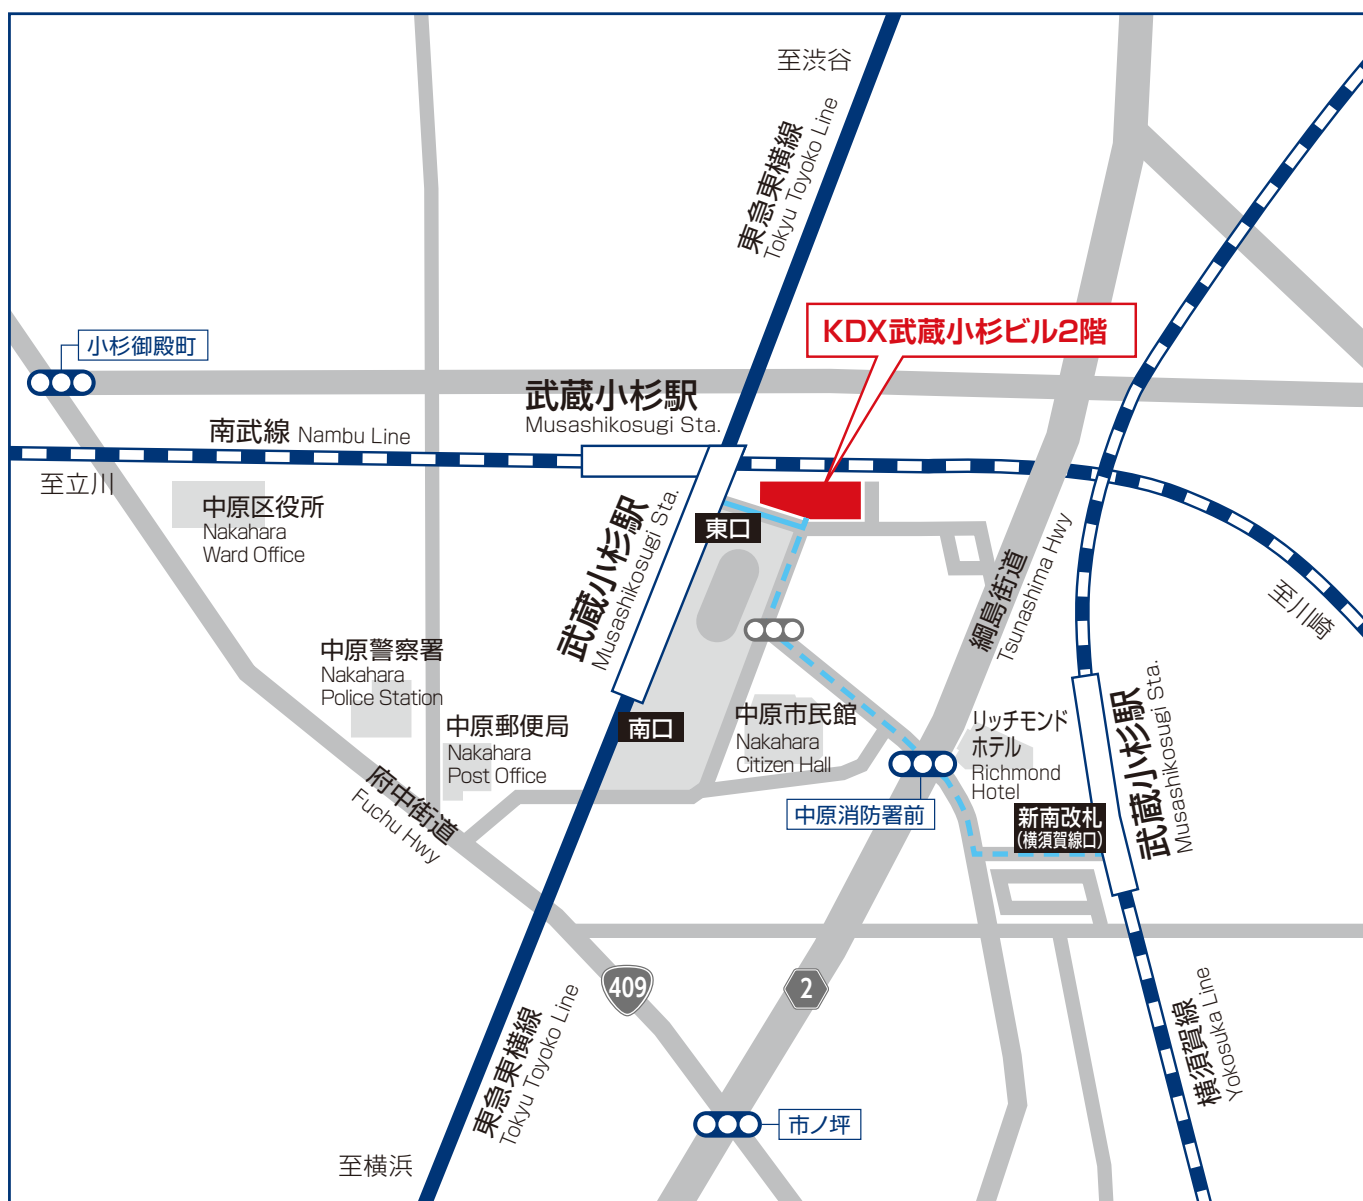 至渋谷
東急東横線
Tokyu Toyoko Line
KDX武蔵小杉ビル2階
小杉御殿町
武蔵小杉駅
Musashikosugi Sta.
南武線 Nambu Line
至立川
中原区役所
Nakahara
Ward Office
武蔵小杉駅
Musashikosugi Sta.
東口
綱島街道
Tsunashima Hwy
至川崎
中原警察署
Nakahara
Police Station
中原郵便局
Nakahara
Post Office
南口
中原市民館
Nakahara
Citizen Hall
リッチモンド
ホテル
Richmond
Hotel
武蔵小杉駅
Musashikosugi Sta.
府中街道
Fuchu Hwy
中原消防署前
新南改札
(横須賀線口)
409
2
横須賀線
Yokosuka Line
東急東横線
Tokyu Toyoko Line
市ノ坪
至横浜